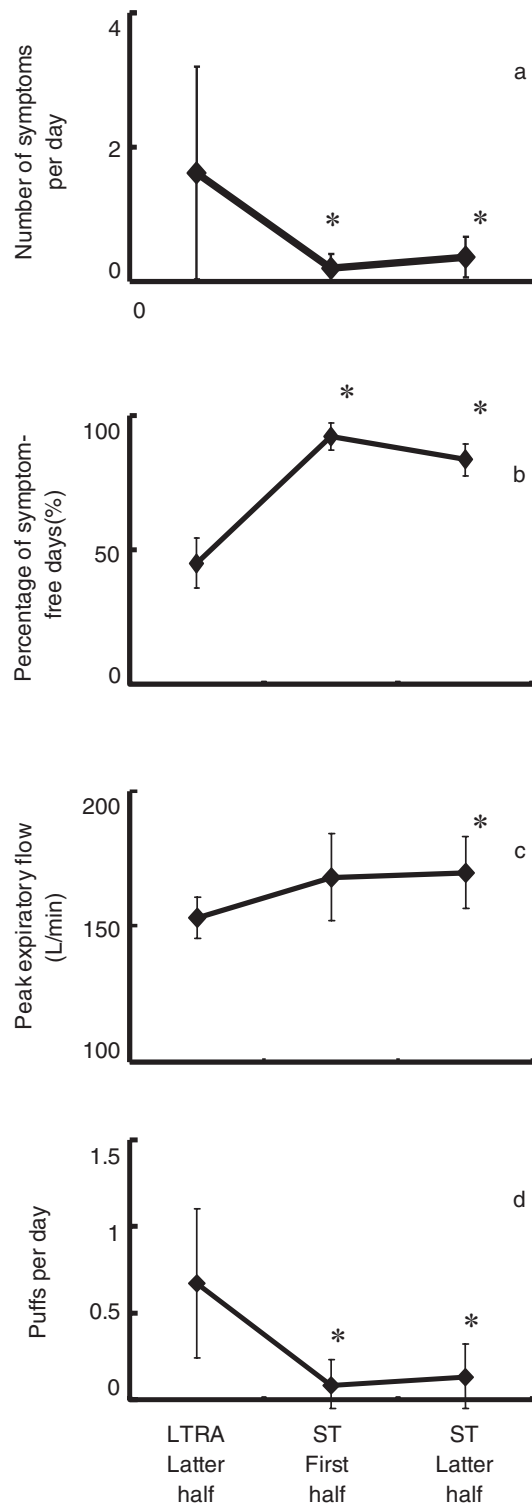 4
a
Number of symptoms
per day
2
*
*
0
0
*
*
100
b
Percentage of symptom-
free days(%)
50
0
200
*
c
Peak expiratory flow
(L/min)
150
100
1.5
d
1
Puffs per day
0.5
*
*
0
LTRA
Latter
half
ST
First
half
ST
Latter
half